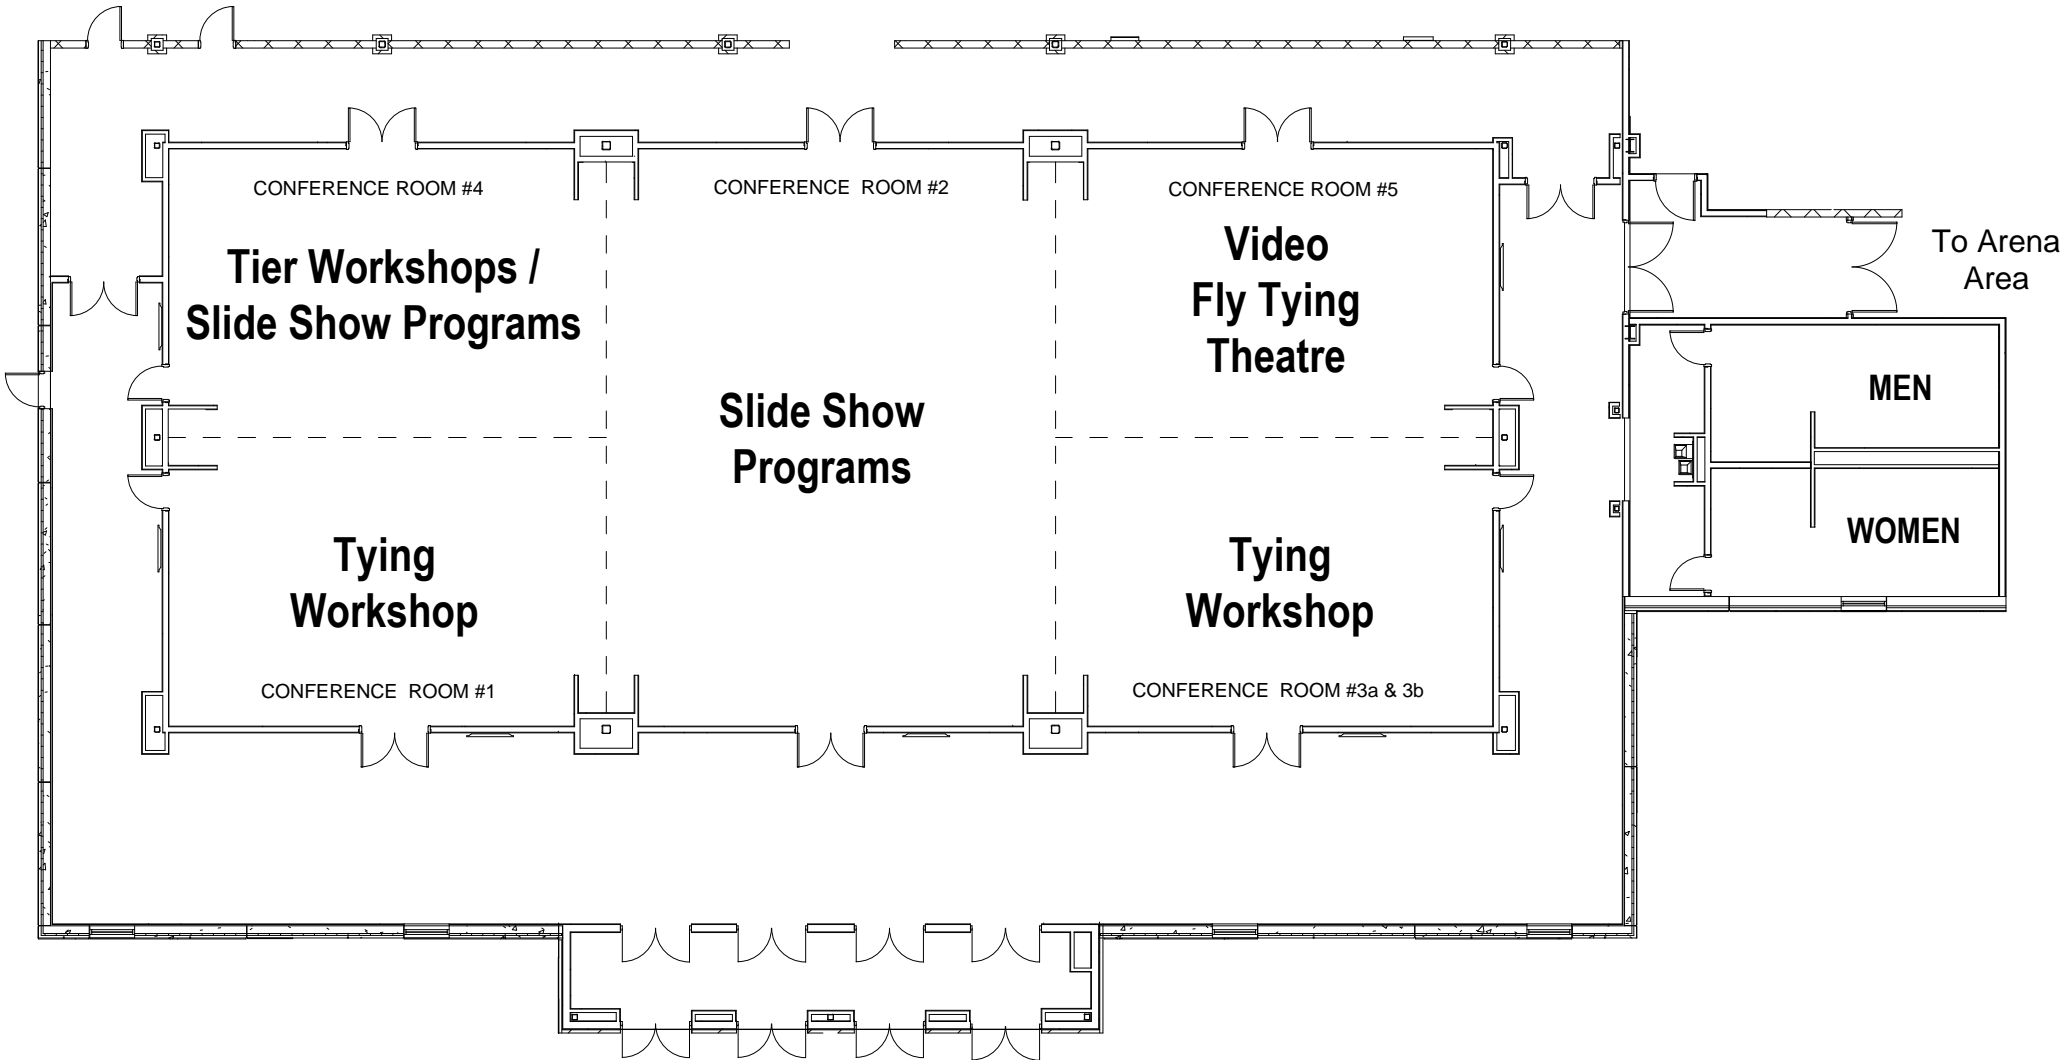 CONFERENCE ROOM #4
Tier Workshops /
Slide Show Programs
CONFERENCE ROOM #2
Slide Show
Programs
CONFERENCE ROOM #5
Video
Fly Tying
Theatre
To Arena
Area
MEN
WOMEN
Tying
Workshop
CONFERENCE ROOM #1
Tying
Workshop
CONFERENCE ROOM #3a & 3b